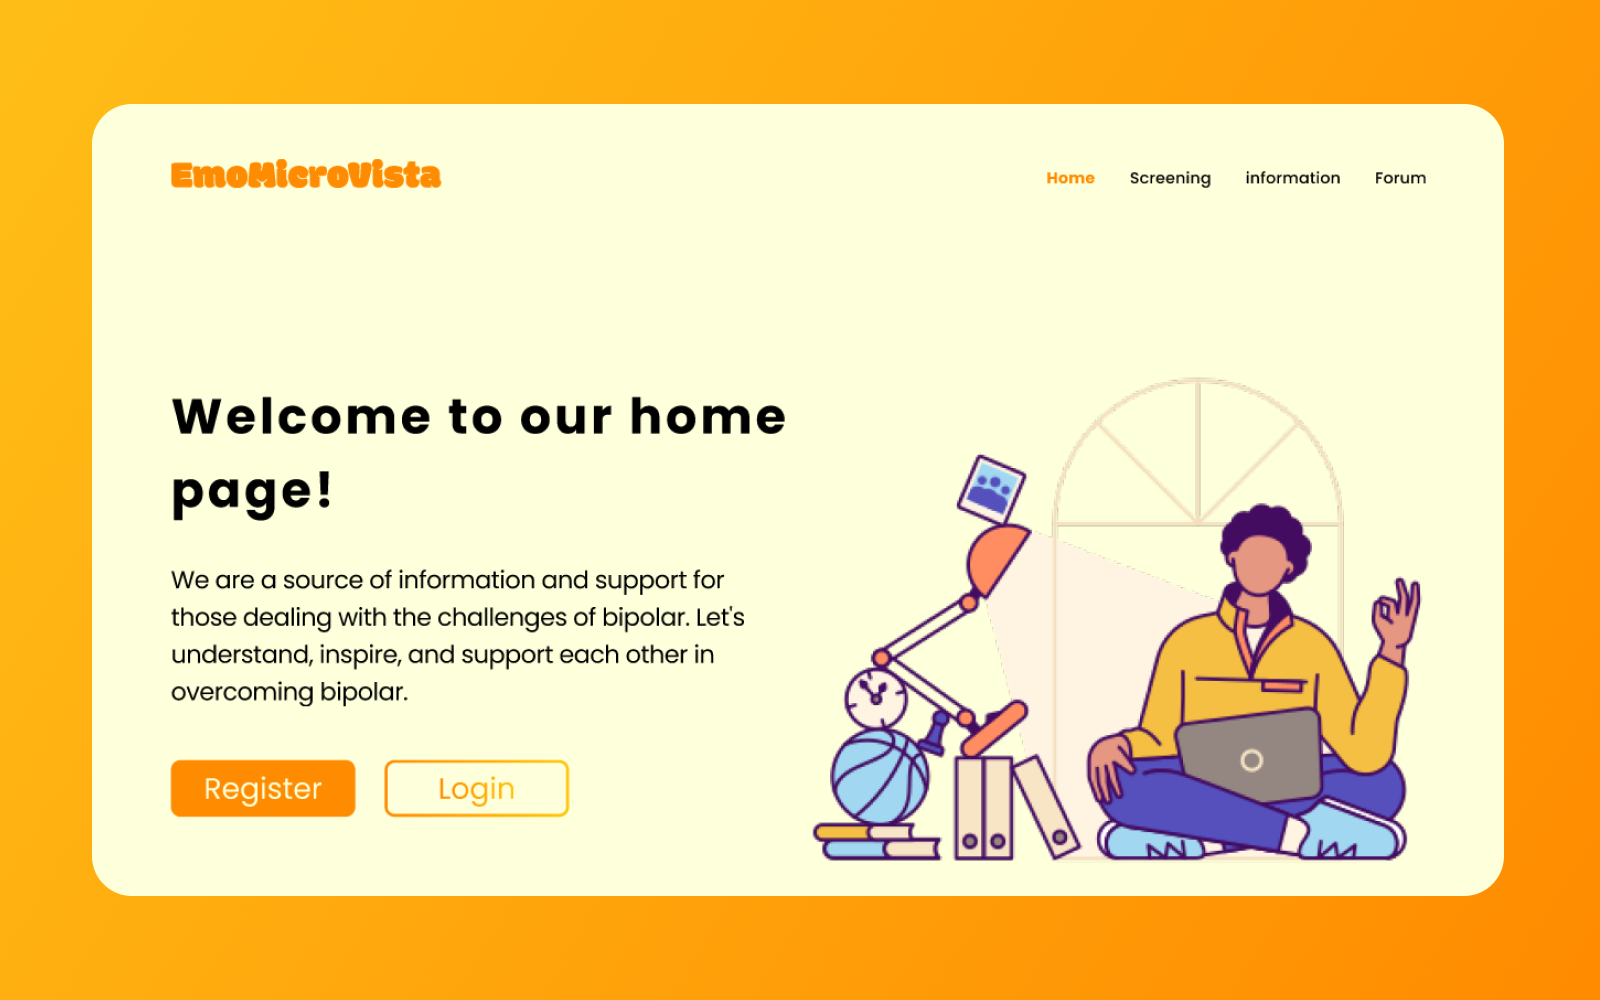 EmoMicroVista
Home Screening information Forum
Welcome to our home
page!
We are a source of information and support for
those dealing with the challenges of bipolar. Let's
understand, inspire, and support each other in
overcoming bipolar.
Register Login